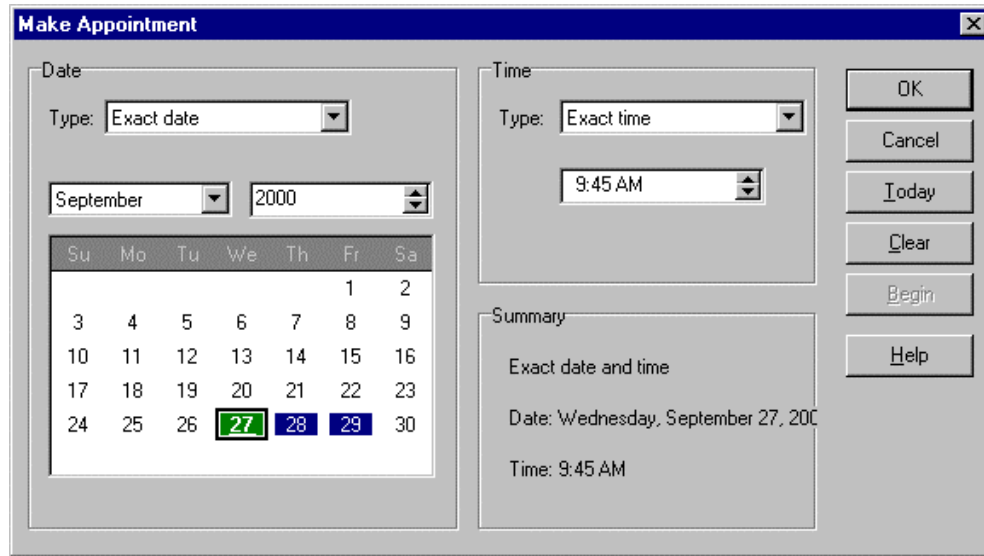 Make Appointment
Date
Type: Exact date
September 2000
Su Mo Tu We Th Fr Sa
1 2
3 4 5 6 7 8 9
10 11 12 13 14 15 16
17 18 19 20 21 22 23
24 25 26 27 28 29 30
Time
Type: Exact time
9:45 AM
Summary
Exact date and time
Date: Wednesday, September 27, 200
Time: 9:45 AM
OK
Cancel
Today
Clear
Begin
Help